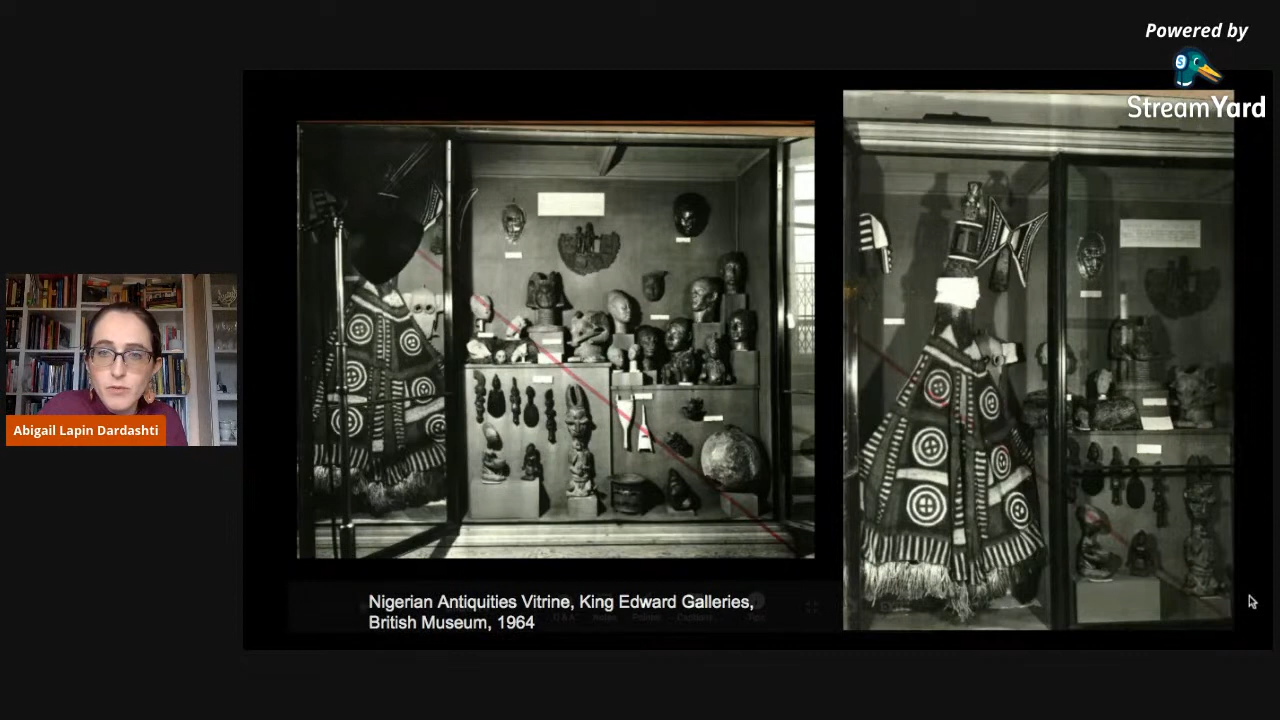 Powered by
StreamYard
Abigail Lapin Dardashti
Nigerian Antiquities Vitrine, King Edward Galleries,
British Museum, 1964